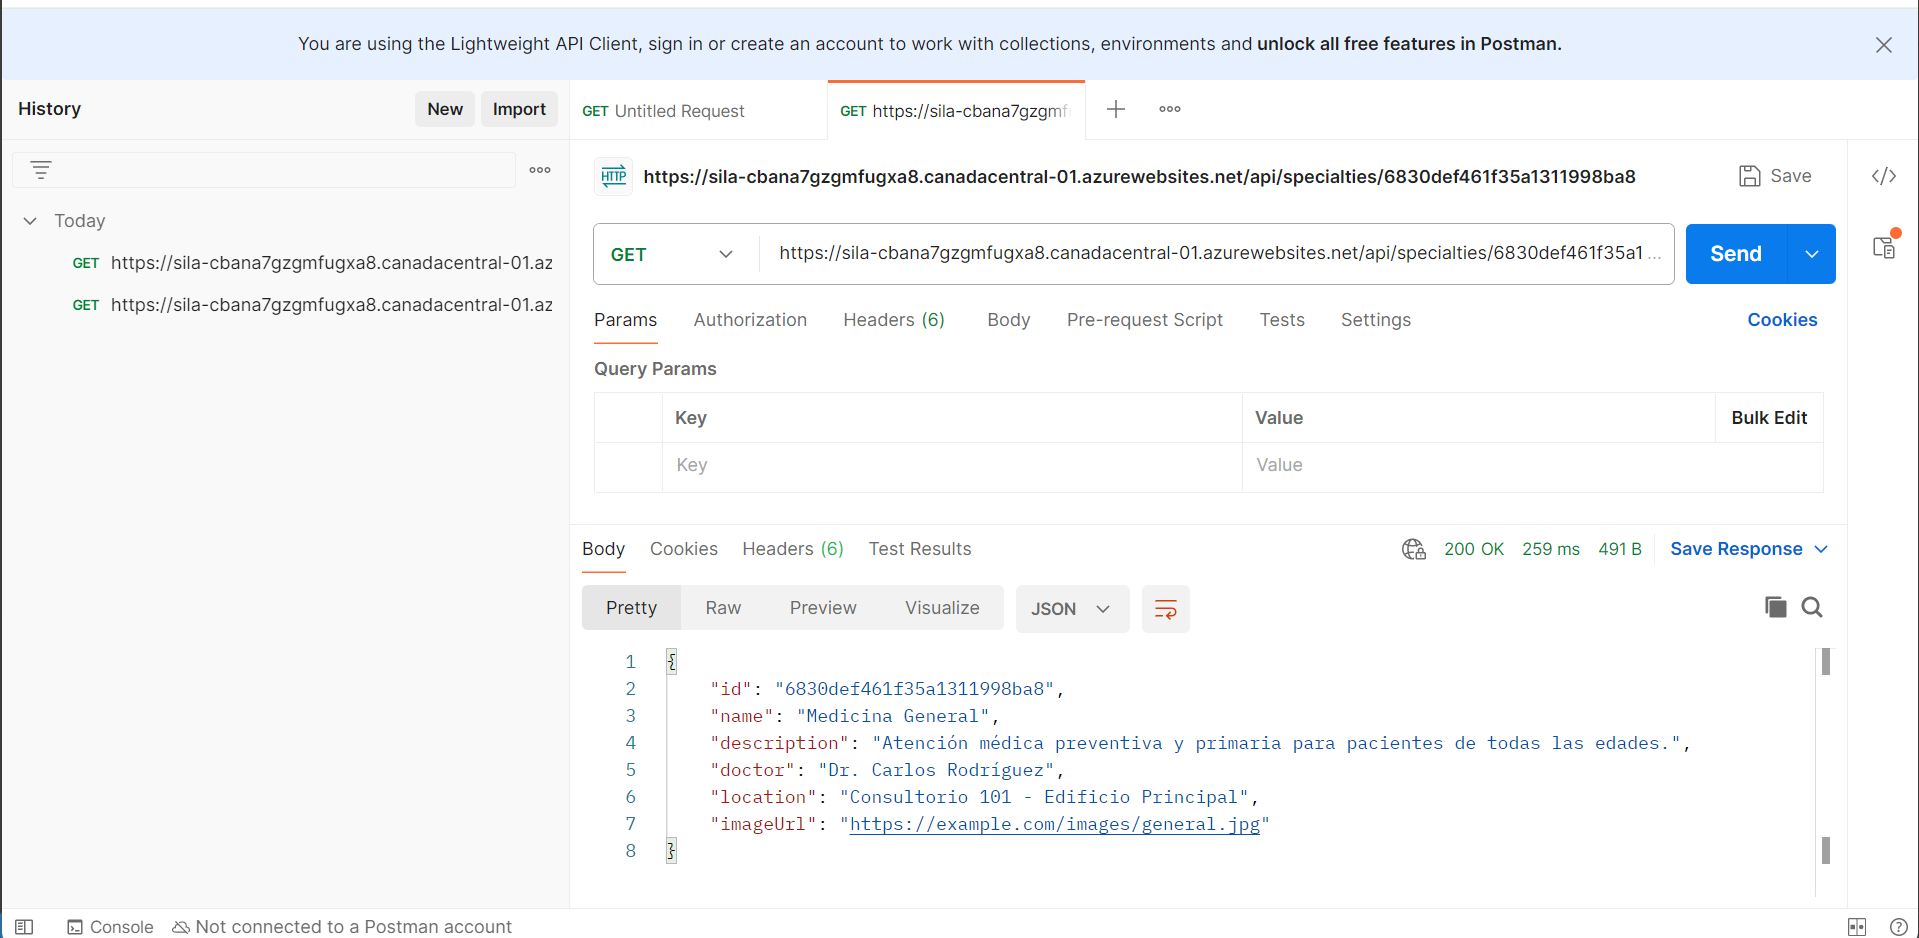 You are using the Lightweight API Client, sign in or create an account to work with collections, environments and unlock all free features in Postman.
History
New
Import
GET Untitled Request
GET https://sila-cbana7gzgmf
Today
GET https://sila-cbana7gzgmfugxa8.canadacentral-01.az
GET https://sila-cbana7gzgmfugxa8.canadacentral-01.az
HTTP https://sila-cbana7gzgmfugxa8.canadacentral-01.azurewebsites.net/api/specialties/6830def461f35a1311998ba8
Save
</>
GET
https://sila-cbana7gzgmfugxa8.canadacentral-01.azurewebsites.net/api/specialties/6830def461f35a1 ...
Send
Params Authorization Headers (6) Body Pre-request Script Tests Settings Cookies
Query Params
Key Value Bulk Edit
Key Value
Body Cookies Headers (6) Test Results 200 OK 259 ms 491 B Save Response
Pretty Raw Preview Visualize JSON
1 {
2 "id": "6830def461f35a1311998ba8",
3 "name": "Medicina General",
4 "description": "Atención médica preventiva y primaria para pacientes de todas las edades.",
5 "doctor": "Dr. Carlos Rodríguez",
6 "location": "Consultorio 101 - Edificio Principal",
7 "imageUrl": "https://example.com/images/general.jpg"
8 }
Console Not connected to a Postman account